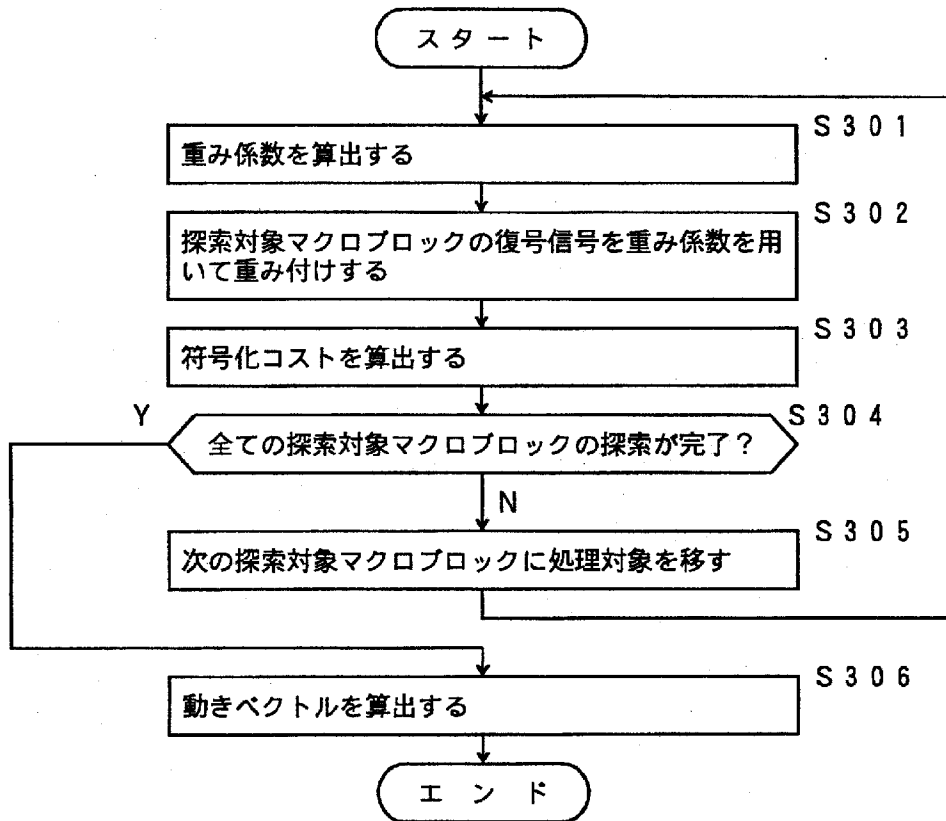 スタート
S301
重み係数を算出する
S302
探索対象マクロブロックの復号信号を重み係数を用
いて重み付けする
S303
符号化コストを算出する
Y
S304
全ての探索対象マクロブロックの探索が完了？
N
S305
次の探索対象マクロブロックに処理対象を移す
S306
動きベクトルを算出する
エンド